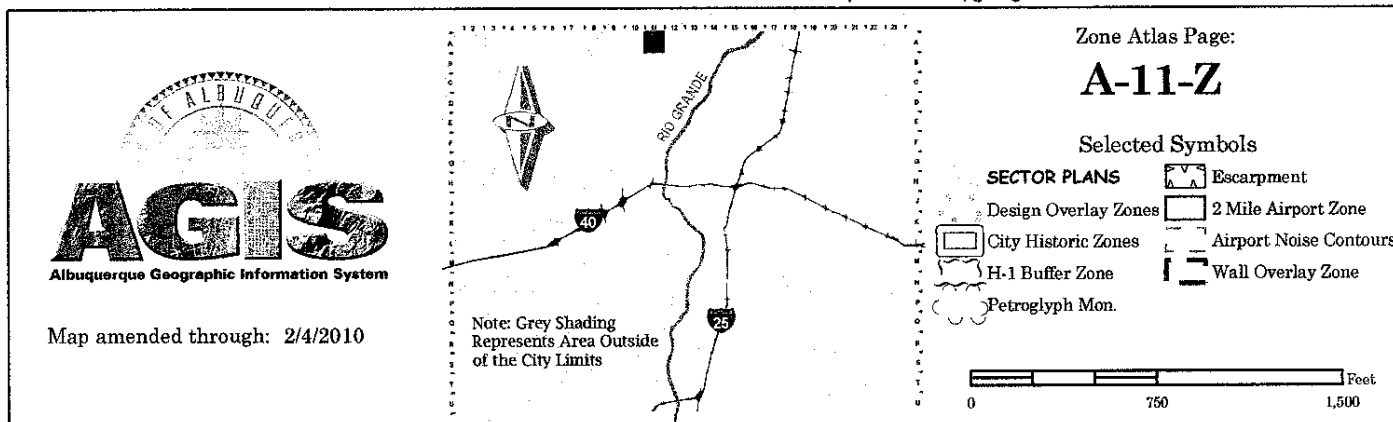 OF ALBUQUE
AGIS
Albuquerque Geographic Information System
Map amended through: 2/4/2010
RIO GRANDE
N
40
25
Note: Grey Shading
Represents Area Outside
of the City Limits
Zone Atlas Page:
A-11-Z
Selected Symbols
SECTOR PLANS
Design Overlay Zones
City Historic Zones
H-1 Buffer Zone
Petroglyph Mon.
Escarpment
2 Mile Airport Zone
Airport Noise Contours
Wall Overlay Zone
Feet
0 750 1,500